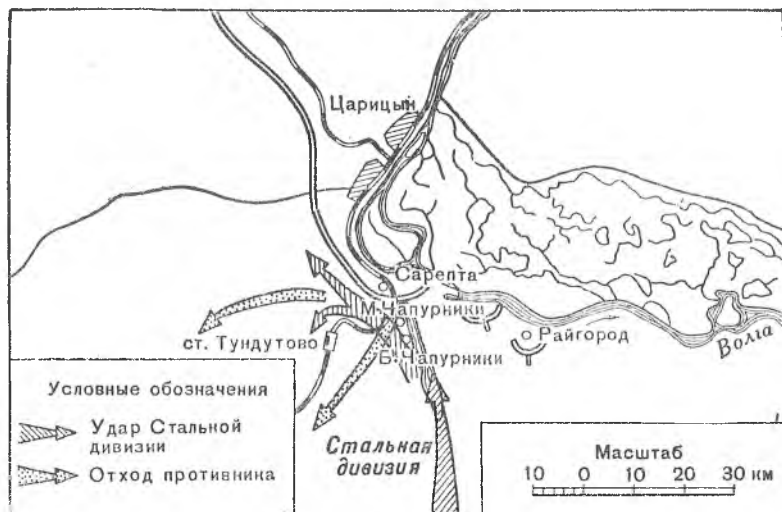 Царицын
Сарепта
М. Чапурники
ст. Тундутово
Райгород
Волга
Б. Чапурники
Стальная
дивизия
Условные обозначения
Удар Стальной
дивизии
Отход противника
Масштаб
10 0 10 20 30 км